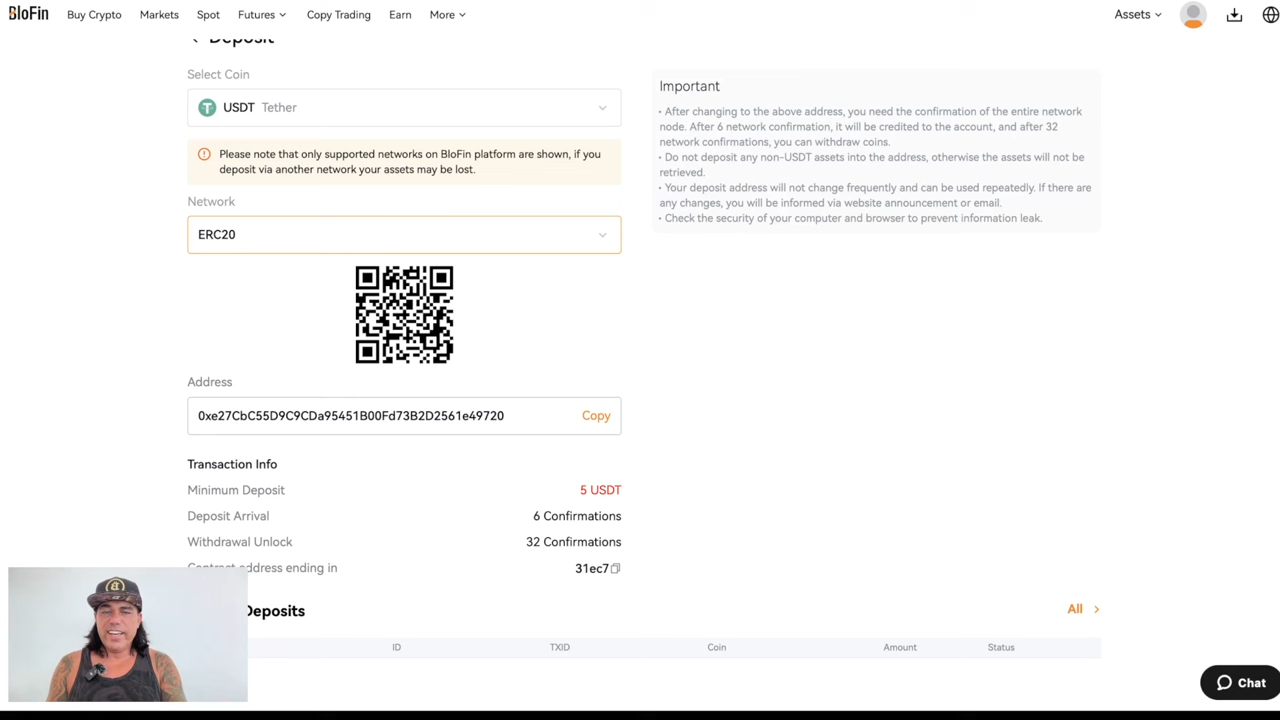 BloFin
Buy Crypto
Markets
Spot
Futures
Copy Trading
Earn
More
Assets
Deposit
Select Coin
USDT Tether
Please note that only supported networks on BloFin platform are shown, if you
deposit via another network your assets may be lost.
Network
ERC20
Address
0xe27CbC55D9C9CDa95451B00Fd73B2D2561e49720
Copy
Transaction Info
Minimum Deposit
5 USDT
Deposit Arrival
6 Confirmations
Withdrawal Unlock
32 Confirmations
Contract address ending in
31ec7
Deposits
All
ID
TXID
Coin
Amount
Status
Important
• After changing to the above address, you need the confirmation of the entire network
node. After 6 network confirmation, it will be credited to the account, and after 32
network confirmations, you can withdraw coins.
• Do not deposit any non-USDT assets into the address, otherwise the assets will not be
retrieved.
• Your deposit address will not change frequently and can be used repeatedly. If there are
any changes, you will be informed via website announcement or email.
• Check the security of your computer and browser to prevent information leak.
Chat